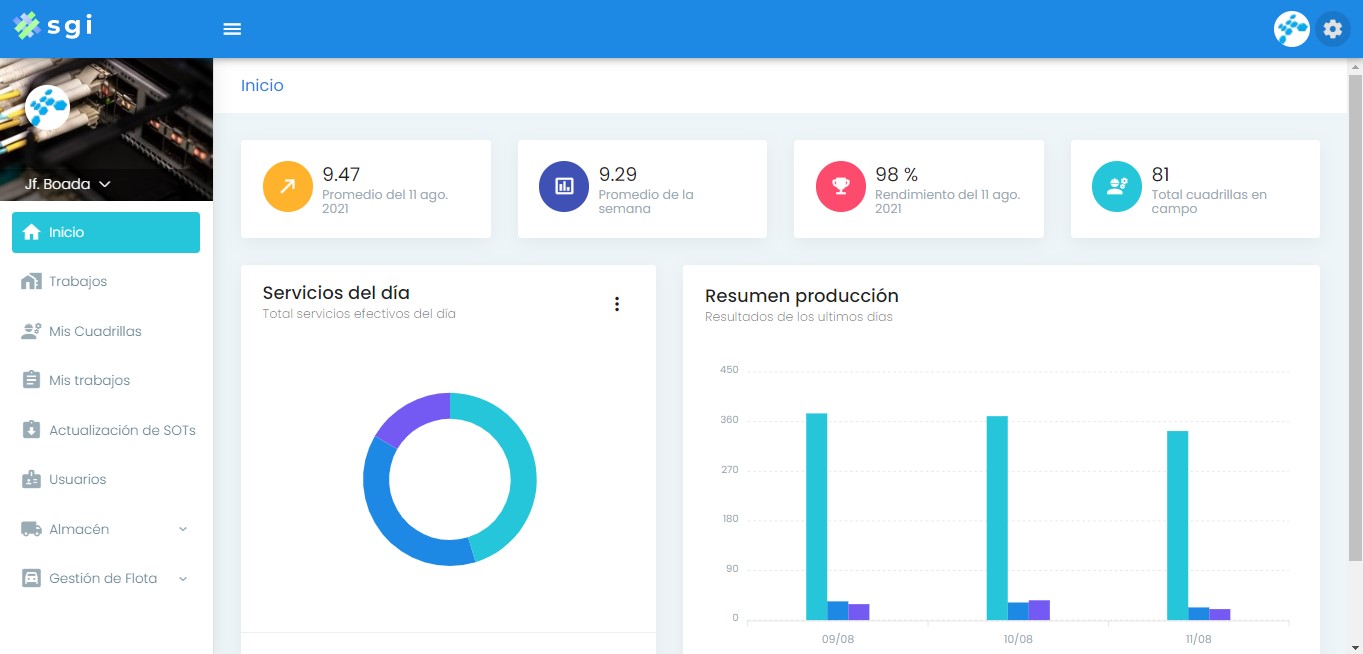 sgi
Inicio
Jf. Boada
Inicio
Trabajos
Mis Cuadrillas
Mis trabajos
Actualización de SOTs
Usuarios
Almacén
Gestión de Flota
9.47
Promedio del 11 ago.
2021
9.29
Promedio de la
semana
98 %
Rendimiento del 11 ago.
2021
81
Total cuadrillas en
campo
Servicios del día
Total servicios efectivos del día
Resumen producción
Resultados de los ultimos días
450
360
270
180
90
0
09/08
10/08
11/08